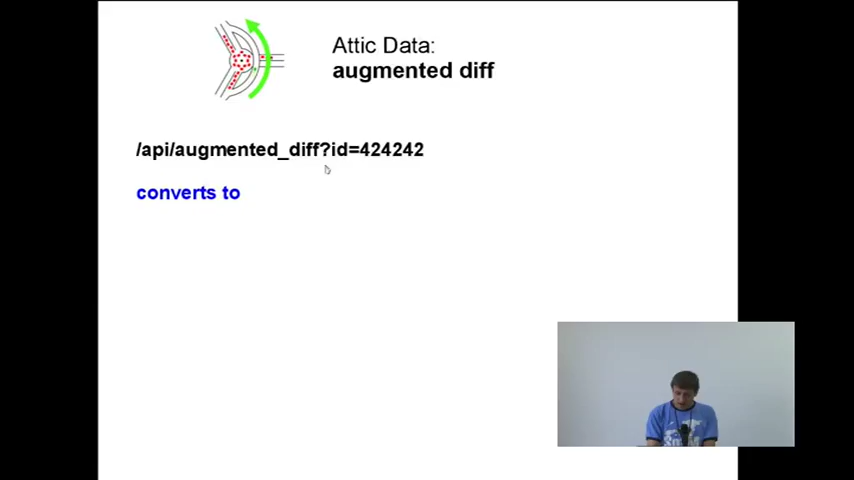 Attic Data:
augmented diff
/api/augmented_diff?id=424242
converts to